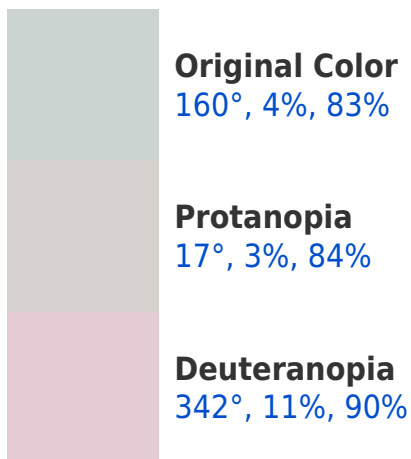 Original Color
160°, 4%, 83%
Protanopia
17°, 3%, 84%
Deuteranopia
342°, 11%, 90%